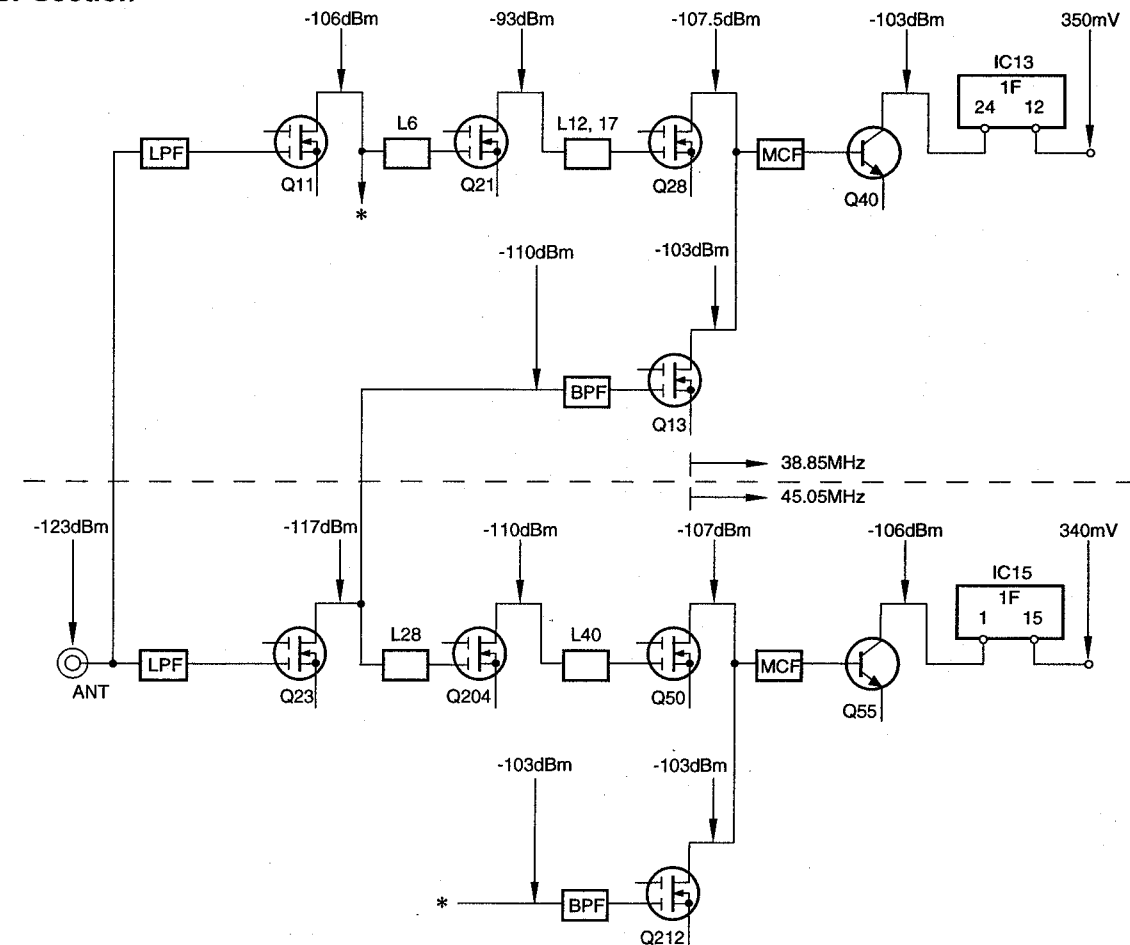 -106dBm -93dBm -107.5dBm -103dBm 350mV
IC13
1F
24 12
LPF L6 L12, 17 MCF
Q11 Q21 Q28 Q40
*
-110dBm -103dBm
BPF
Q13
38.85MHz
45.05MHz
-123dBm -117dBm -110dBm -107dBm -106dBm 340mV
IC15
1F
1 15
LPF L28 L40 MCF
ANT Q23 Q204 Q50 Q55
-103dBm -103dBm
* BPF
Q212